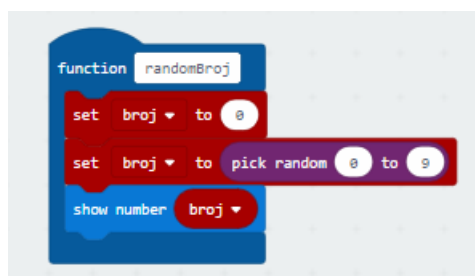 function randomBroj
set broj to 0
set broj to pick random 0 to 9
show number broj